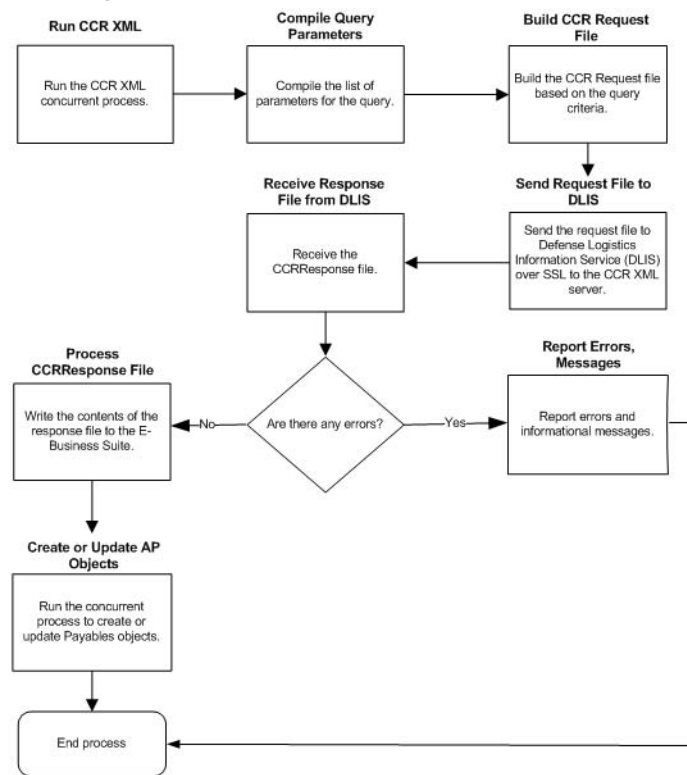 Run CCR XML
Run the CCR XML
concurrent process.
Compile Query
Parameters
Compile the list of
parameters for the query.
Build CCR Request
File
Build the CCR Request file
based on the query
criteria.
Send Request File to
DLIS
Send the request file to
Defense Logistics
Information Service (DLIS)
over SSL to the CCR XML
server.
Receive Response
File from DLIS
Receive the
CCRResponse file.
Are there any errors?
No
Yes
Report Errors,
Messages
Report errors and
informational messages.
Process
CCRResponse File
Write the contents of the
response file to the E-
Business Suite.
Create or Update AP
Objects
Run the concurrent
process to create or
update Payables objects.
End process